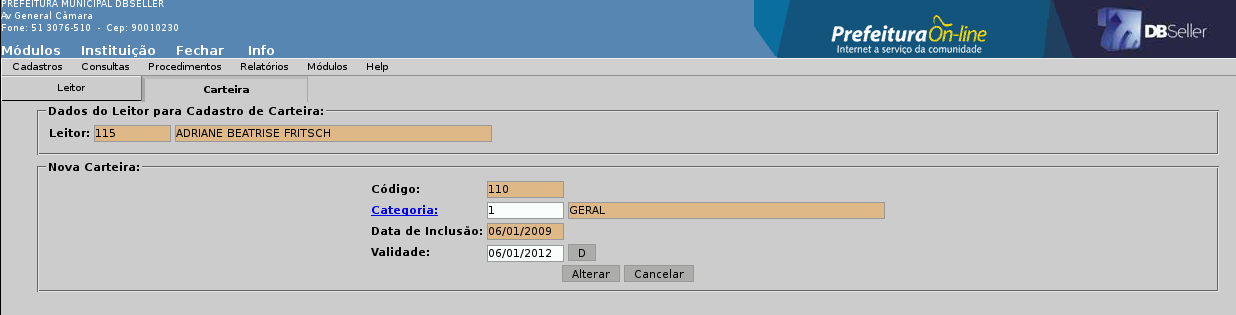 PREFEITURA MUNICIPAL DBSELLER
Av General Câmara
Fone: 51 3076-510 - Cep: 90010230
Prefeitura On-line
Internet a serviço da comunidade
DBSeller
Módulos Instituição Fechar Info
Cadastros Consultas Procedimentos Relatórios Módulos Help
Leitor Carteira
Dados do Leitor para Cadastro de Carteira:
Leitor: 115 ADRIANE BEATRISE FRITSCH
Nova Carteira:
Código: 110
Categoria: 1 GERAL
Data de Inclusão: 06/01/2009
Validade: 06/01/2012 D
Alterar Cancelar